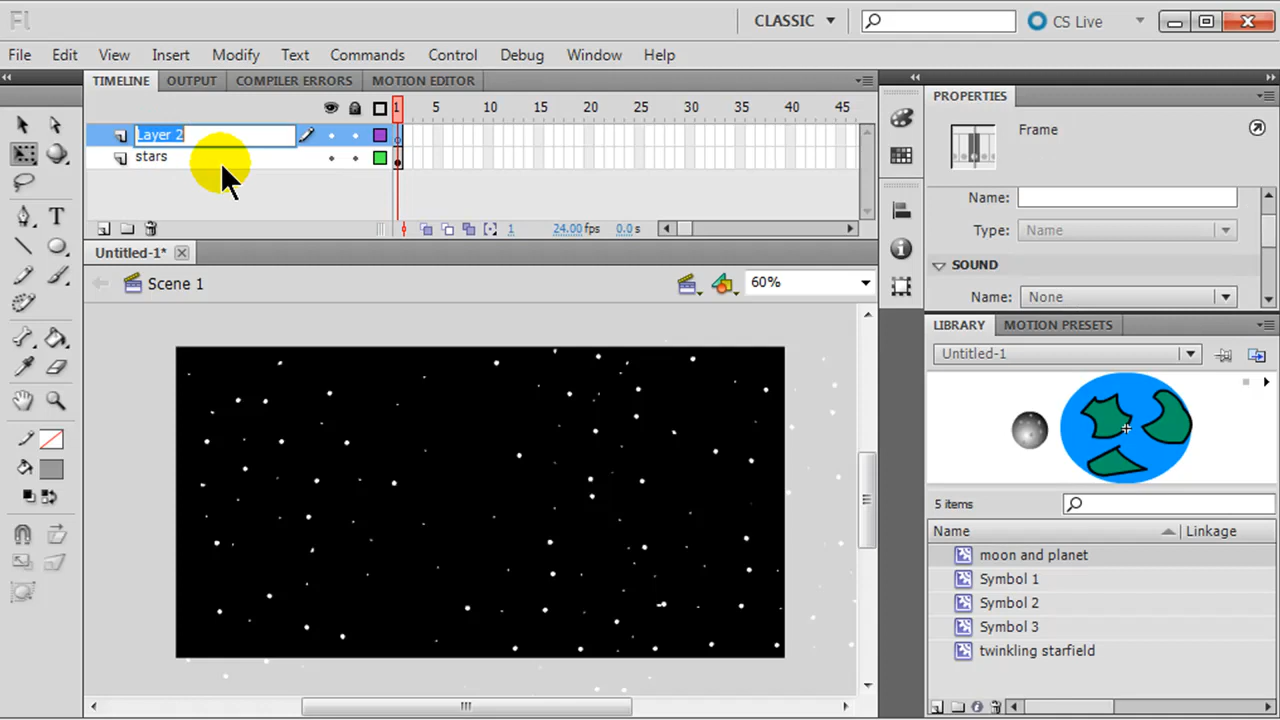 Fl CLASSIC CS Live
File Edit View Insert Modify Text Commands Control Debug Window Help
TIMELINE OUTPUT COMPILER ERRORS MOTION EDITOR
1 5 10 15 20 25 30 35 40 45
Layer 2
stars
1 24.00 fps 0.0 s
Untitled-1*
Scene 1 60%
PROPERTIES
Frame
Name:
Type: Name
SOUND
Name: None
LIBRARY MOTION PRESETS
Untitled-1
5 items
Name Linkage
moon and planet
Symbol 1
Symbol 2
Symbol 3
twinkling starfield